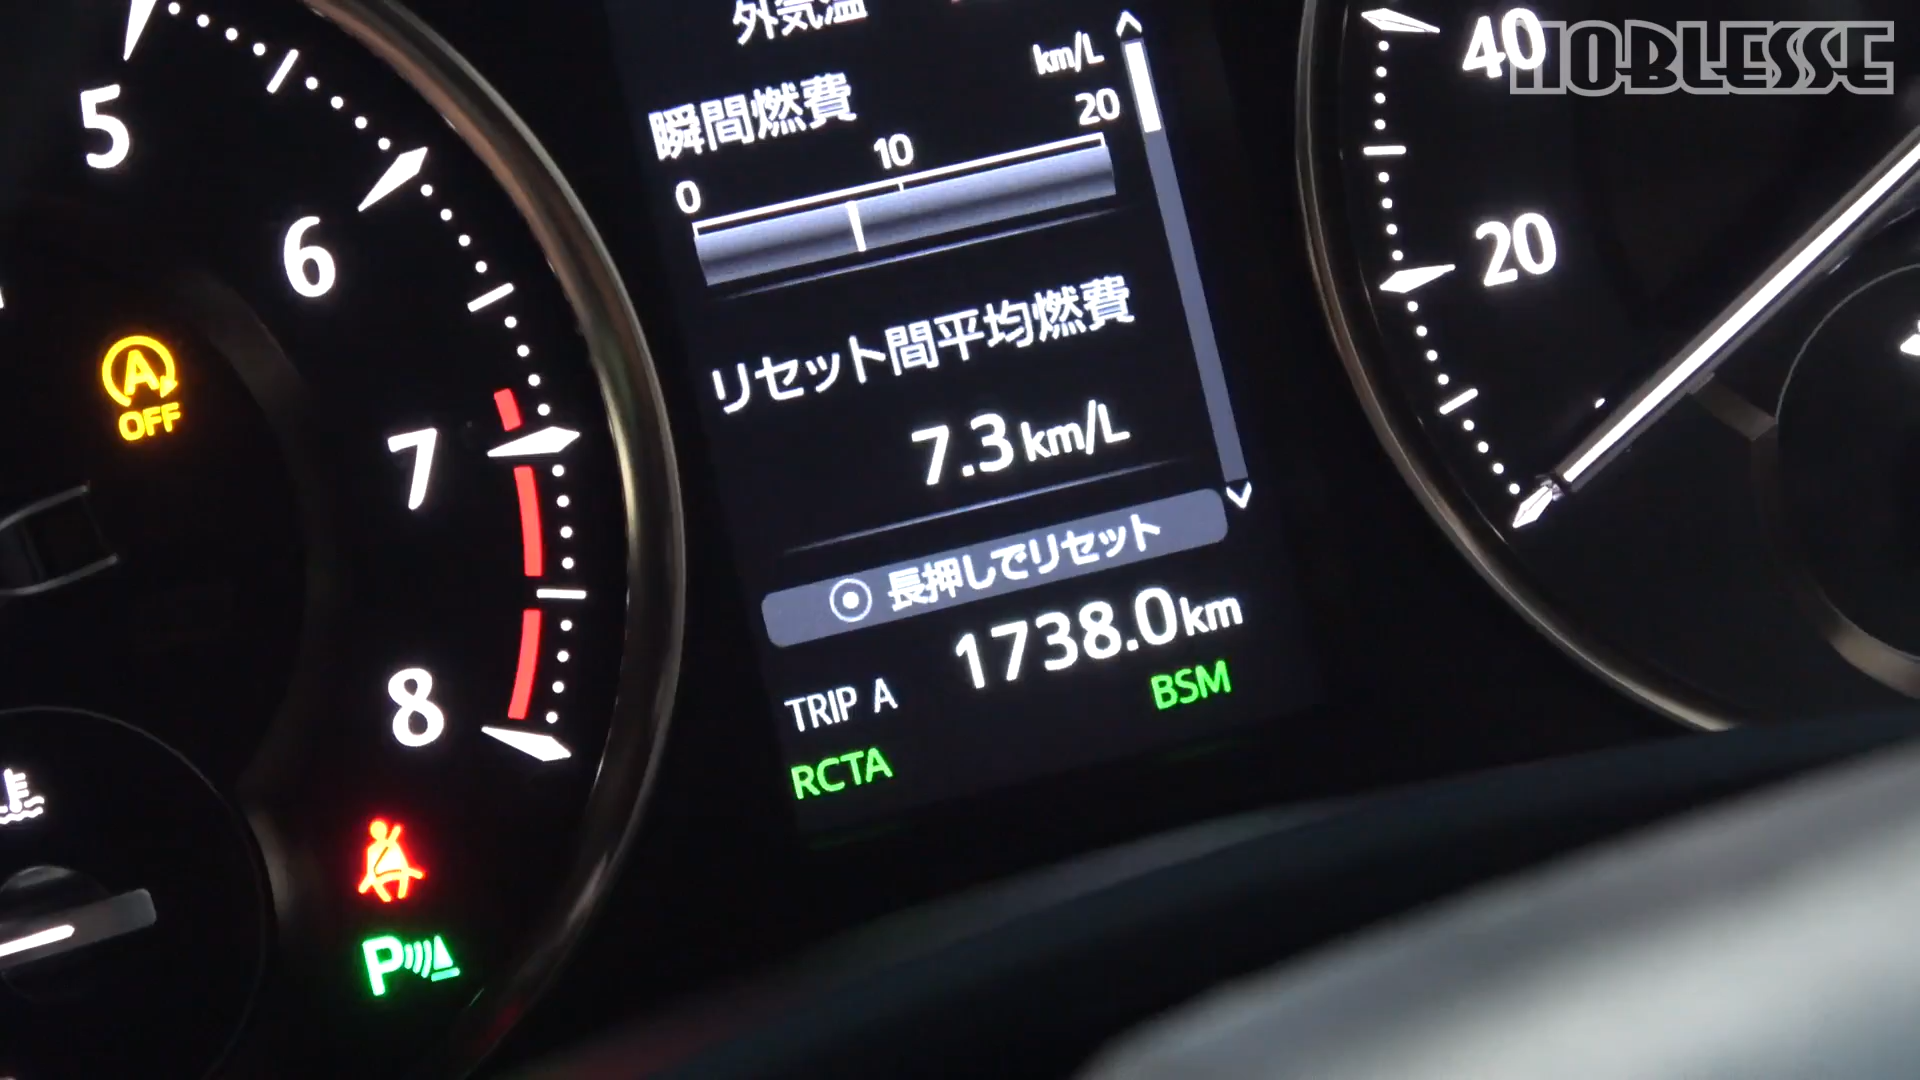 NOBLESSE
外気温
km/L
瞬間燃費
0 10 20
リセット間平均燃費
7.3 km/L
長押しでリセット
1738.0 km
TRIP A
BSM
RCTA
5
6
7
8
A
OFF
P
40
20